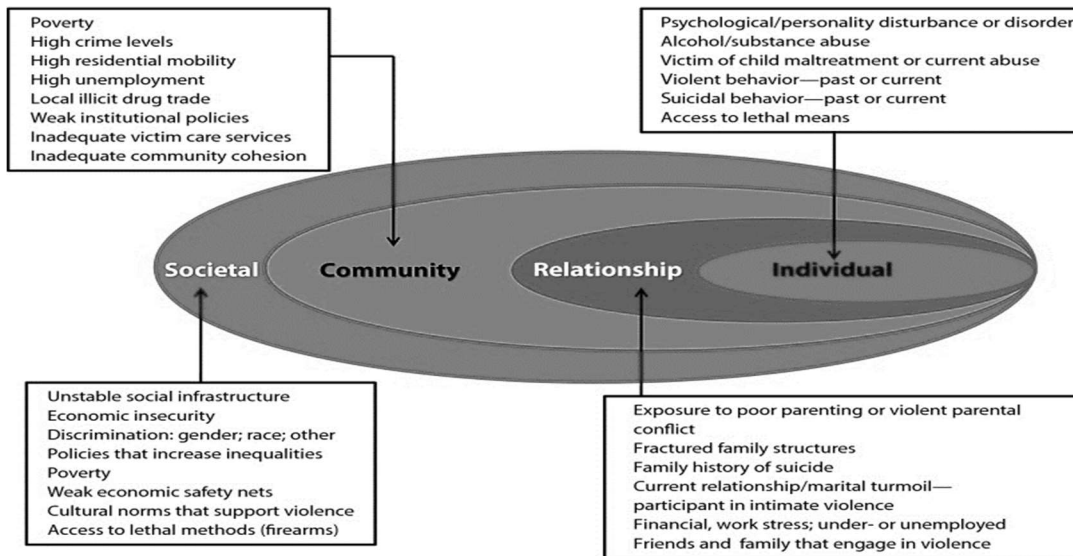 Poverty
High crime levels
High residential mobility
High unemployment
Local illicit drug trade
Weak institutional policies
Inadequate victim care services
Inadequate community cohesion
Psychological/personality disturbance or disorder
Alcohol/substance abuse
Victim of child maltreatment or current abuse
Violent behavior—past or current
Suicidal behavior—past or current
Access to lethal means
Societal
Community
Relationship
Individual
Unstable social infrastructure
Economic insecurity
Discrimination: gender; race; other
Policies that increase inequalities
Poverty
Weak economic safety nets
Cultural norms that support violence
Access to lethal methods (firearms)
Exposure to poor parenting or violent parental
conflict
Fractured family structures
Family history of suicide
Current relationship/marital turmoil—
participant in intimate violence
Financial, work stress; under- or unemployed
Friends and family that engage in violence